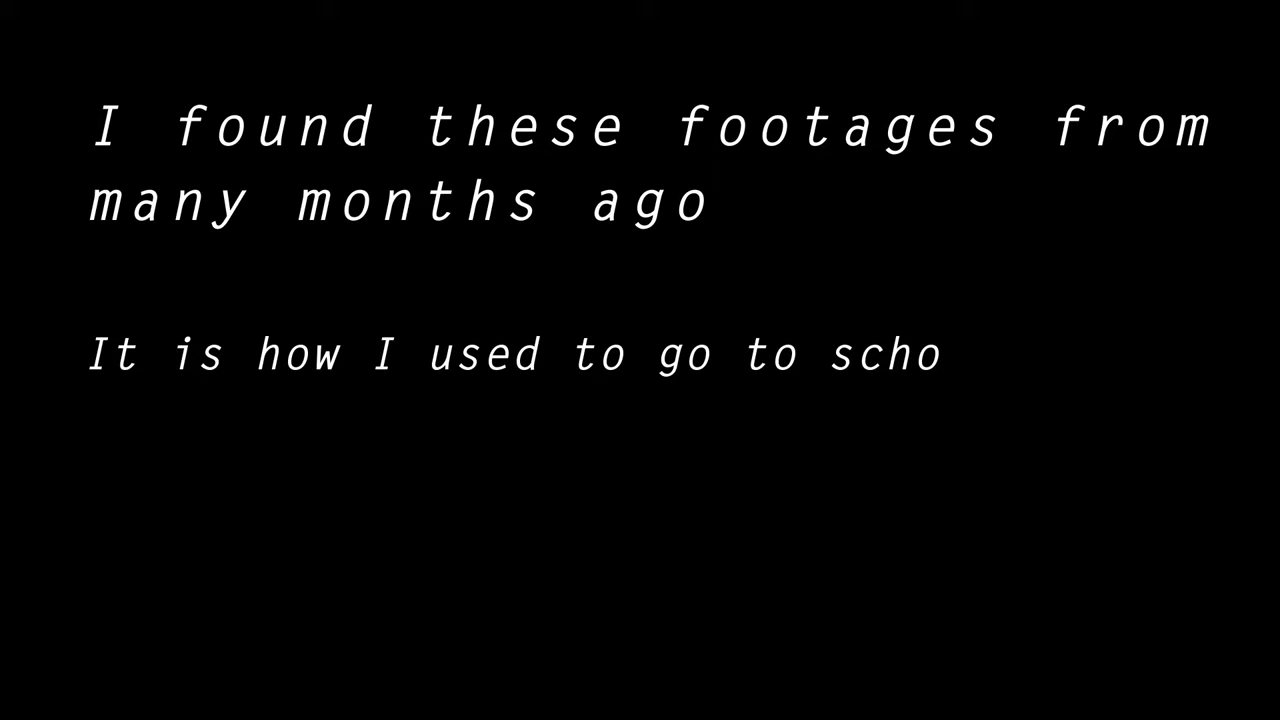 I found these footages from
many months ago
It is how I used to go to scho